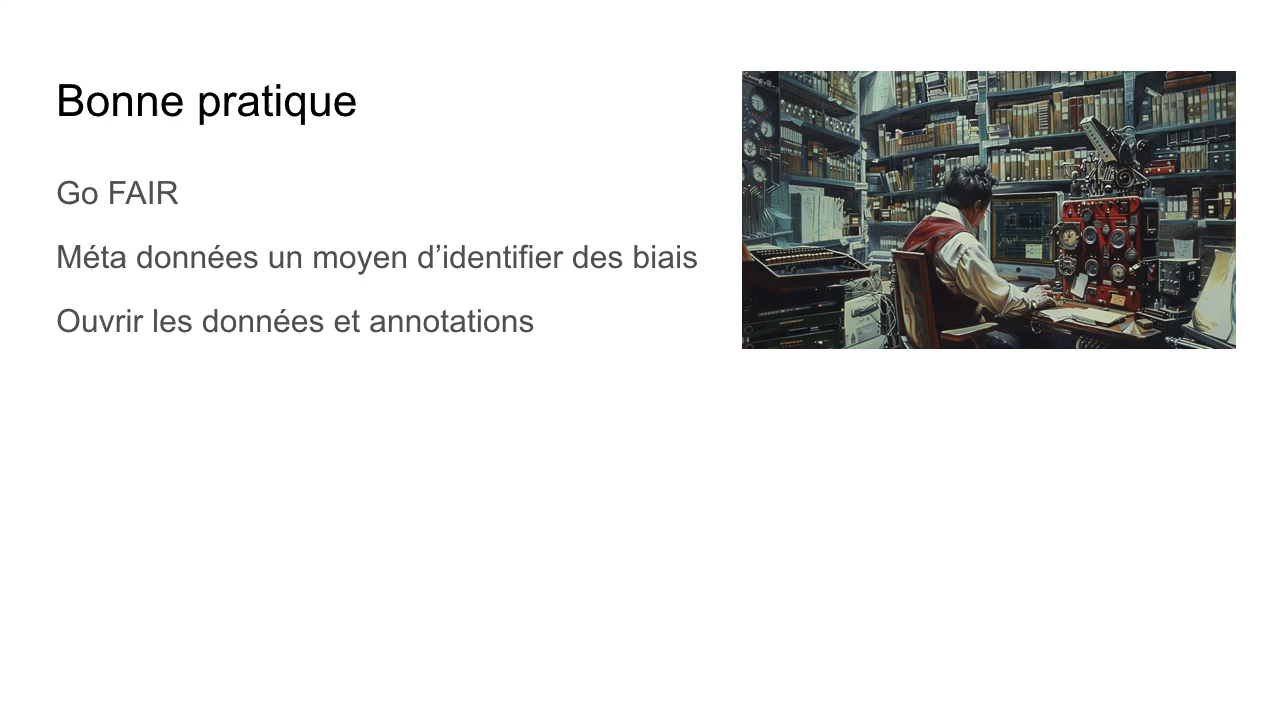 Bonne pratique
Go FAIR
Méta données un moyen d’identifier des biais
Ouvrir les données et annotations